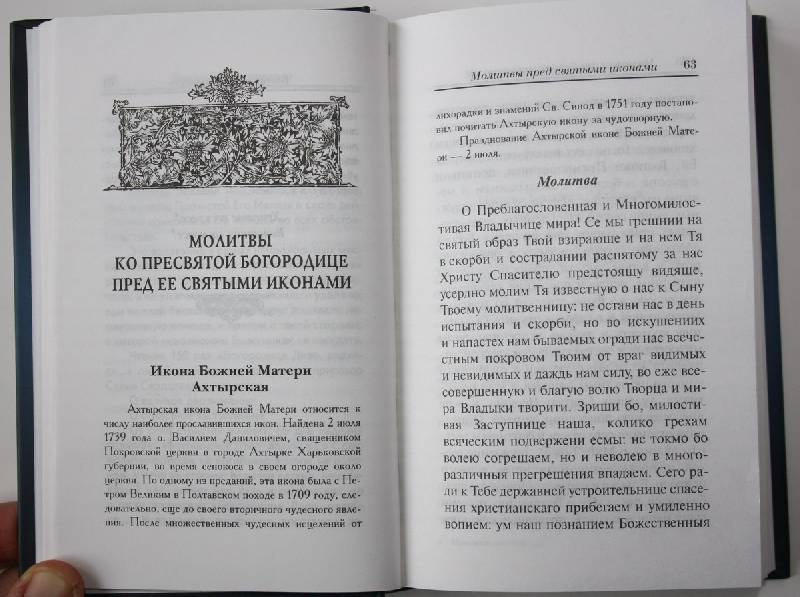 МОЛИТВЫ
КО ПРЕСВЯТОЙ БОГОРОДИЦЕ
ПРЕД ЕЕ СВЯТЫМИ ИКОНАМИ
Икона Божией Матери
Ахтырская
Ахтырская икона Божией Матери относится к
числу наиболее прославившихся икон. Найдена 2 июля
1739 года о. Василием Даниловичем, священником
Покровской церкви в городе Ахтырке Харьковской
губернии, во время сенокоса в своем огороде около
церкви. По одному из преданий, эта икона была с Пе-
тром Великим в Полтавском походе в 1709 году, сле-
довательно, еще до своего вторичного чудесного явле-
ния. После множественных чудесных исцелений от
Молитвы пред святыми иконами 63
лихорадки и знамений Св. Синод в 1751 году постано-
вил почитать Ахтырскую икону за чудотворную.
Празднование Ахтырской иконе Божией Мате-
ри — 2 июля.
Молитва
О Преблагословенная и Многомилос-
тивая Владычице мира! Се мы грешнии на
святый образ Твой взирающе и на нем Тя
в скорби и сострадании распятому за нас
Христу Спасителю предстоящу видяще,
усердно молим Тя известную о нас к Сыну
Твоему молитвенницу: не остави нас в день
испытания и скорби, но во искушениих
и напастех нам бываемых огради нас всече-
стным покровом Твоим от враг видимых
и невидимых и даждь нам силу, во еже все-
совершенную и благую волю Творца и ми-
ра Владыки творити. Зриши бо, милости-
вая Заступнице наша, колико грехам
всяческим подвержени есмы: не токмо бо
волею согрешаем, но и неволею в много-
различныя прегрешения впадаем. Сего ра-
ди к Тебе державней устроительнице спасе-
ния христианскаго прибегаем и умиленно
вопием: ум наш познанием Божественныя